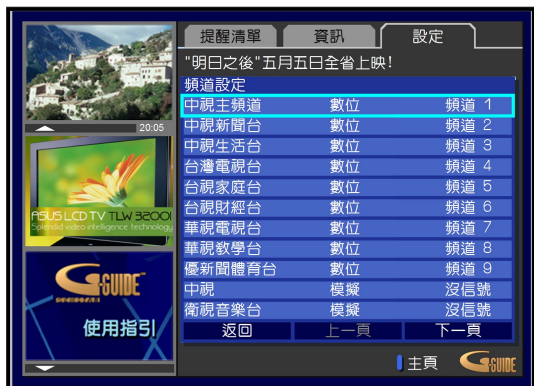 提醒清單 資訊 設定
"明日之後"五月五日全省上映!
頻道設定
中視主頻道 數位 頻道 1
中視新聞台 數位 頻道 2
中視生活台 數位 頻道 3
台灣電視台 數位 頻道 4
台視家庭台 數位 頻道 5
台視財經台 數位 頻道 6
華視電視台 數位 頻道 7
華視教學台 數位 頻道 8
優新聞體育台 數位 頻道 9
中視 模擬 沒信號
衛視音樂台 模擬 沒信號
返回 上一頁 下一頁
主頁 G-GUIDE
20:05
ASUS LCD TV TLW 32001
Splendid video intelligence technology
G-GUIDE™
GEMSTAR
使用指引